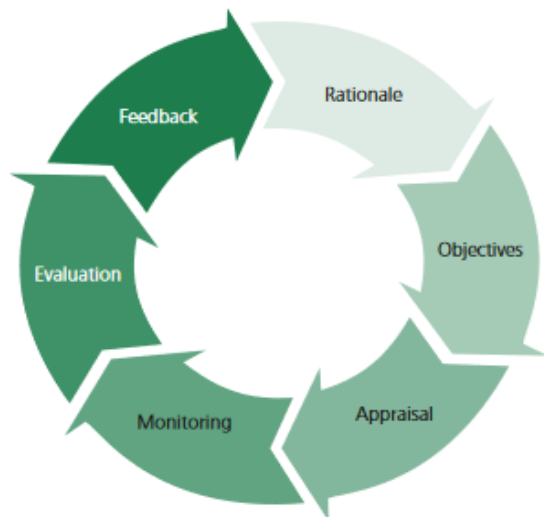 Rationale
Objectives
Appraisal
Monitoring
Evaluation
Feedback